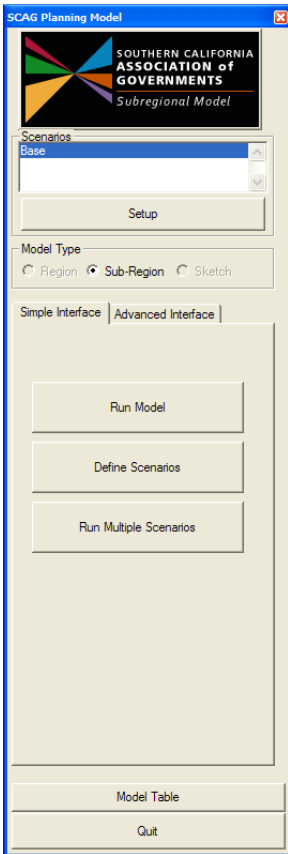 SCAG Planning Model
SOUTHERN CALIFORNIA
ASSOCIATION of
GOVERNMENTS
Subregional Model
Scenarios
Base
Setup
Model Type
Region Sub-Region Sketch
Simple Interface Advanced Interface
Run Model
Define Scenarios
Run Multiple Scenarios
Model Table
Quit